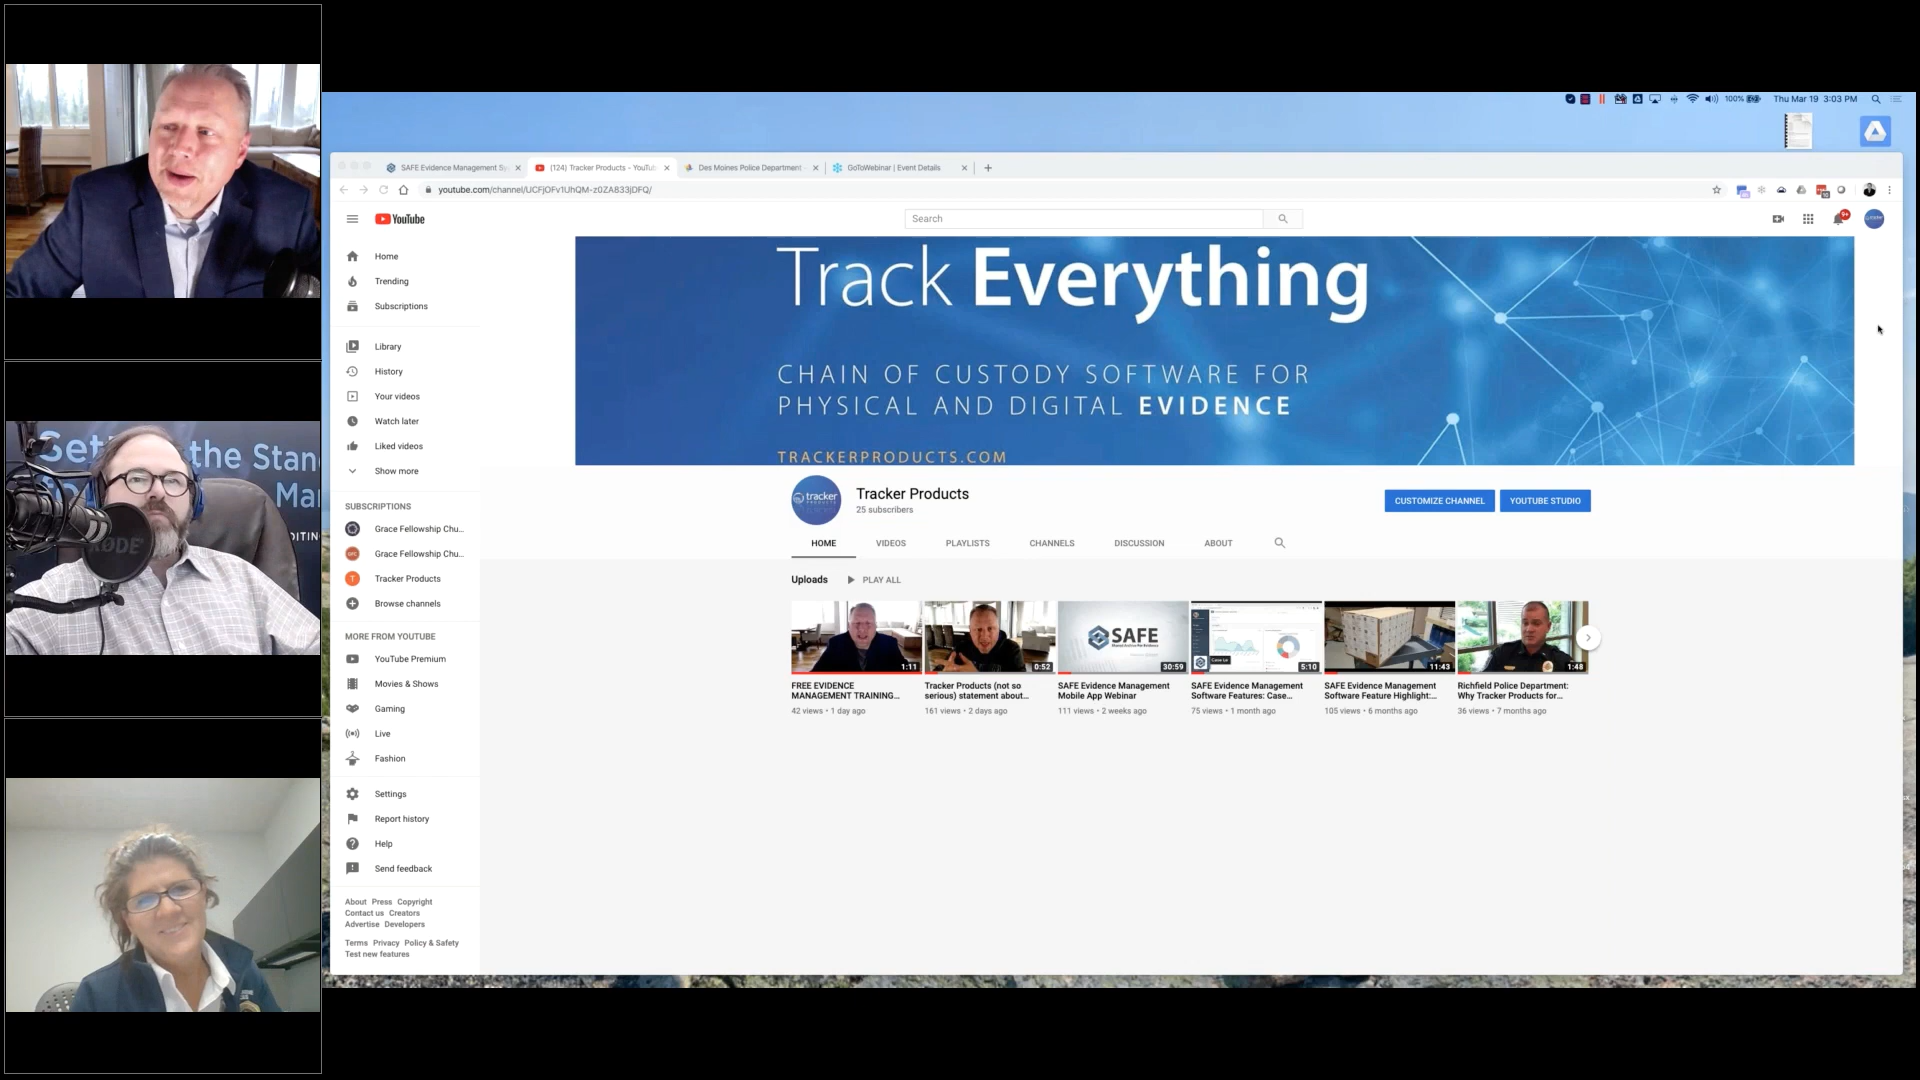 Set
the Stan
Ma
DITIN
RØDE
100%
Thu Mar 19 3:03 PM
SAFE Evidence Management Sy
(124) Tracker Products - YouTub
Des Moines Police Department -
GoToWebinar | Event Details
youtube.com/channel/UCFjOFv1UhQM-z0ZA833jDFQ/
YouTube
Search
9+
Home
Trending
Subscriptions
Library
History
Your videos
Watch later
Liked videos
Show more
SUBSCRIPTIONS
Grace Fellowship Chu...
Grace Fellowship Chu...
T
Tracker Products
Browse channels
MORE FROM YOUTUBE
YouTube Premium
Movies & Shows
Gaming
Live
Fashion
Settings
Report history
Help
Send feedback
About Press Copyright
Contact us Creators
Advertise Developers
Terms Privacy Policy & Safety
Test new features
Track Everything
CHAIN OF CUSTODY SOFTWARE FOR
PHYSICAL AND DIGITAL EVIDENCE
TRACKERPRODUCTS.COM
tracker
Tracker Products
25 subscribers
CUSTOMIZE CHANNEL
YOUTUBE STUDIO
HOME
VIDEOS
PLAYLISTS
CHANNELS
DISCUSSION
ABOUT
Uploads
PLAY ALL
1:11
FREE EVIDENCE
MANAGEMENT TRAINING...
42 views • 1 day ago
0:52
Tracker Products (not so
serious) statement about...
161 views • 2 days ago
SAFE
30:59
SAFE Evidence Management
Mobile App Webinar
111 views • 2 weeks ago
5:10
SAFE Evidence Management
Software Features: Case...
75 views • 1 month ago
11:43
SAFE Evidence Management
Software Feature Highlight:...
105 views • 6 months ago
1:48
Richfield Police Department:
Why Tracker Products for...
36 views • 7 months ago